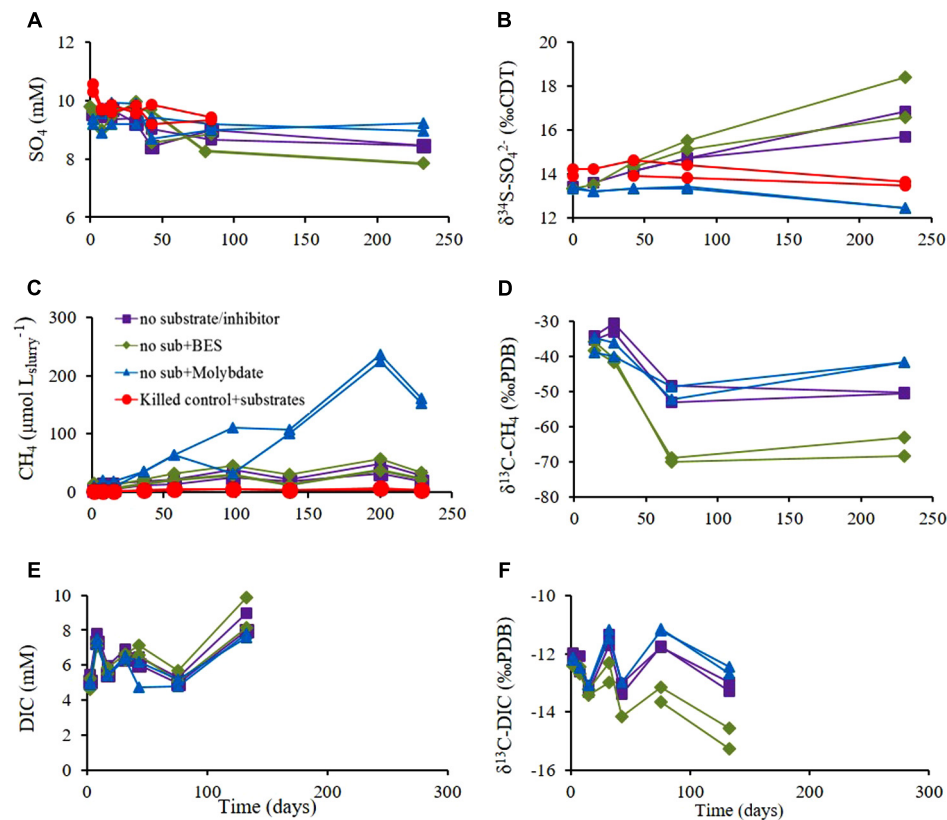 A
SO₄ (mM)
12
10
8
6
0 50 100 150 200 250
B
δ³⁴S-SO₄²⁻ (‰CDT)
20
18
16
14
12
0 50 100 150 200 250
C
CH₄ (µmol L_slurry⁻¹)
300
200
100
0
0 50 100 150 200 250
no substrate/inhibitor
no sub+BES
no sub+Molybdate
Killed control+substrates
D
δ¹³C-CH₄ (‰PDB)
-30
-40
-50
-60
-70
-80
0 50 100 150 200 250
E
DIC (mM)
10
8
6
4
2
0
0 100 200 300
Time (days)
F
δ¹³C-DIC (‰PDB)
-10
-12
-14
-16
0 100 200 300
Time (days)